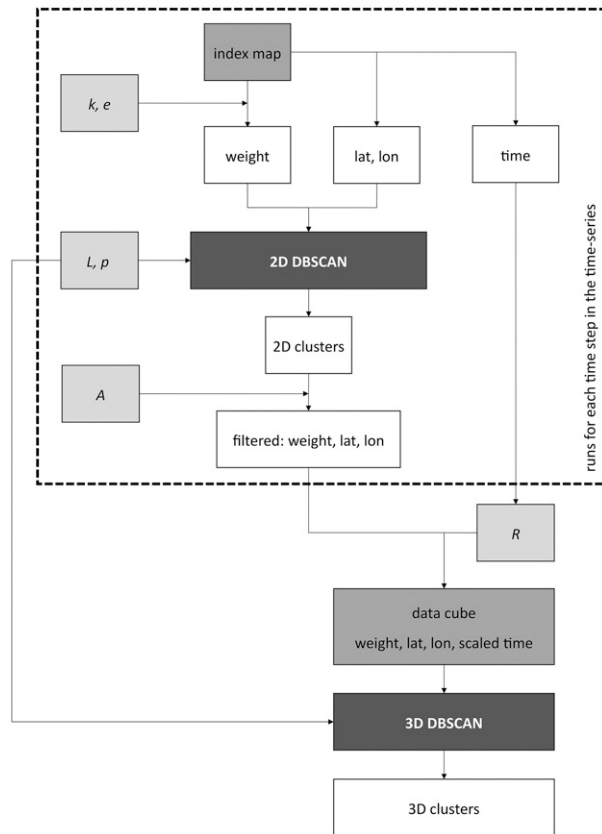 index map
k, e
weight
lat, lon
time
L, p
2D DBSCAN
2D clusters
A
filtered: weight, lat, lon
runs for each time step in the time-series
R
data cube
weight, lat, lon, scaled time
3D DBSCAN
3D clusters